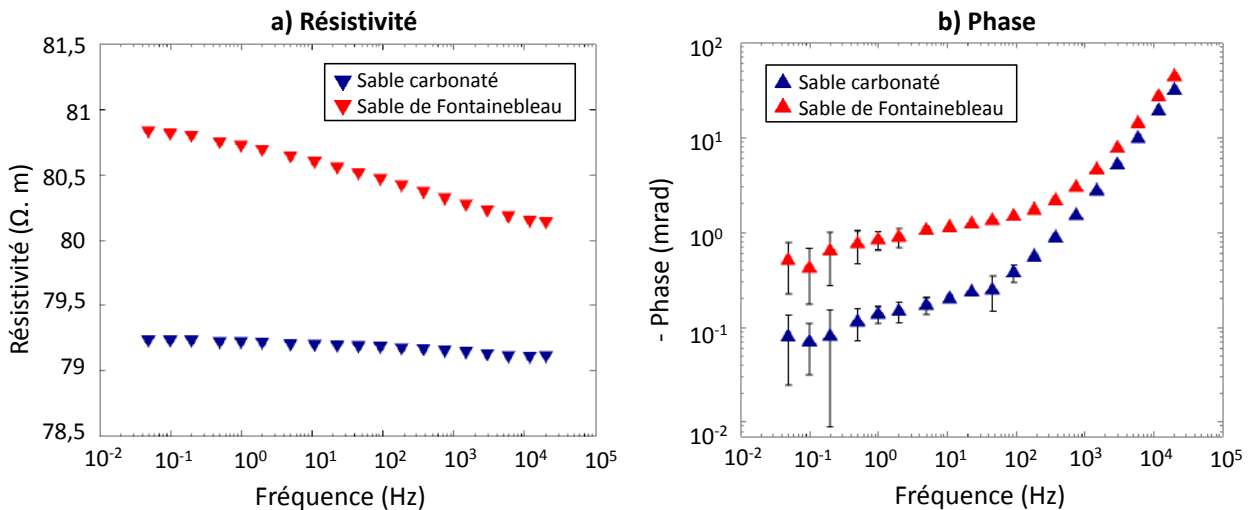 a) Résistivité
81,5
81
80,5
80
79,5
79
78,5
Résistivité (Ω. m)
Sable carbonaté
Sable de Fontainebleau
10-2 10-1 100 101 102 103 104 105
Fréquence (Hz)
b) Phase
102
101
100
10-1
10-2
- Phase (mrad)
Sable carbonaté
Sable de Fontainebleau
10-2 10-1 100 101 102 103 104 105
Fréquence (Hz)